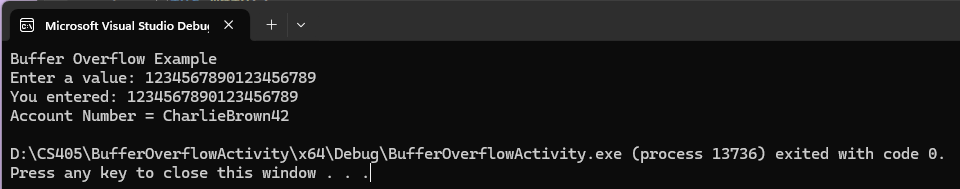 Microsoft Visual Studio Debug
Buffer Overflow Example
Enter a value: 1234567890123456789
You entered: 1234567890123456789
Account Number = CharlieBrown42
D:\CS405\BufferOverflowActivity\x64\Debug\BufferOverflowActivity.exe (process 13736) exited with code 0.
Press any key to close this window . . .